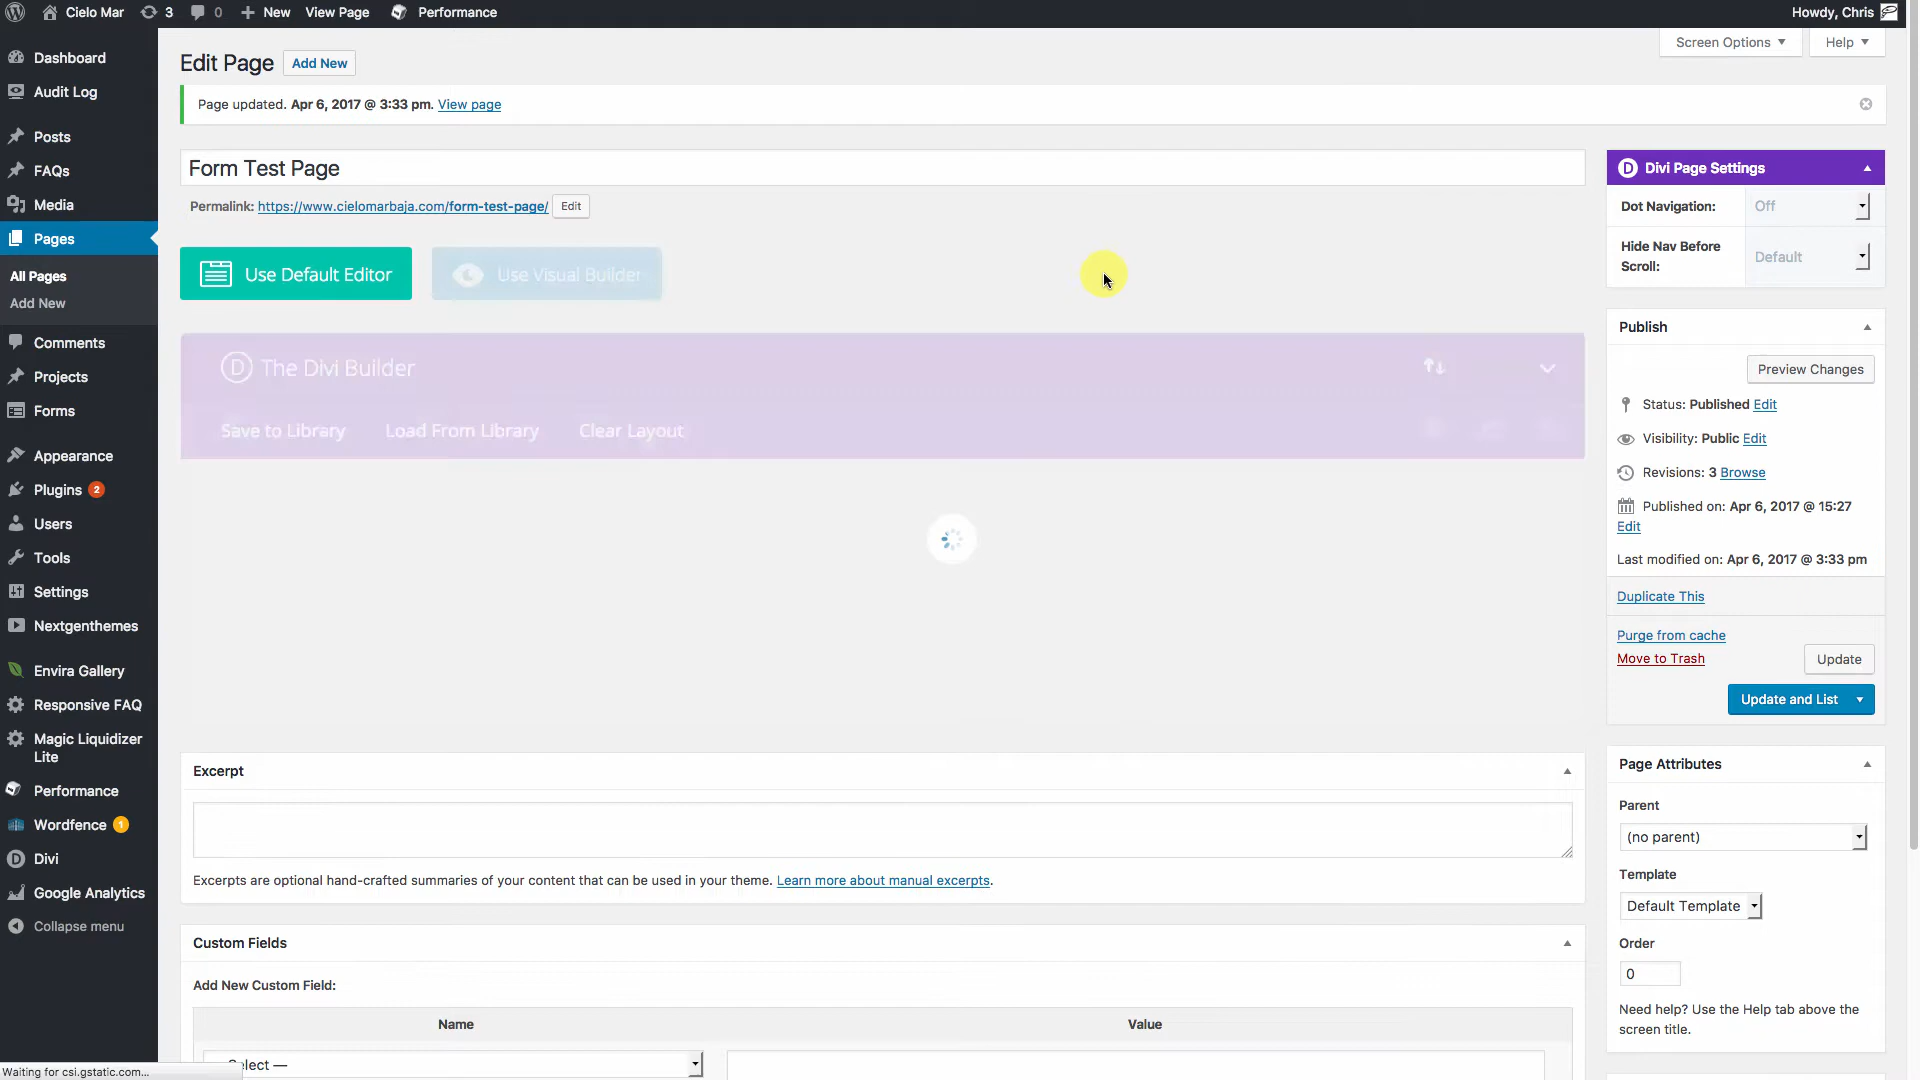 Cielo Mar
3
0
New
View Page
Performance
Howdy, Chris
Screen Options
Help
Dashboard
Audit Log
Posts
FAQs
Media
Pages
All Pages
Add New
Comments
Projects
Forms
Appearance
Plugins 2
Users
Tools
Settings
Nextgenthemes
Envira Gallery
Responsive FAQ
Magic Liquidizer
Lite
Performance
Wordfence 1
Divi
Google Analytics
Collapse menu
Waiting for csi.gstatic.com...
Edit Page
Add New
Page updated. Apr 6, 2017 @ 3:33 pm. View page
Form Test Page
Permalink: https://www.cielomarbaja.com/form-test-page/ Edit
Use Default Editor
Use Visual Builder
D The Divi Builder
Save to Library
Load From Library
Clear Layout
Excerpt
Excerpts are optional hand-crafted summaries of your content that can be used in your theme. Learn more about manual excerpts.
Custom Fields
Add New Custom Field:
Name
Value
D Divi Page Settings
Dot Navigation: Off
Hide Nav Before
Scroll:
Default
Publish
Preview Changes
Status: Published Edit
Visibility: Public Edit
Revisions: 3 Browse
Published on: Apr 6, 2017 @ 15:27
Edit
Last modified on: Apr 6, 2017 @ 3:33 pm
Duplicate This
Purge from cache
Move to Trash
Update
Update and List
Page Attributes
Parent
(no parent)
Template
Default Template
Order
0
Need help? Use the Help tab above the
screen title.